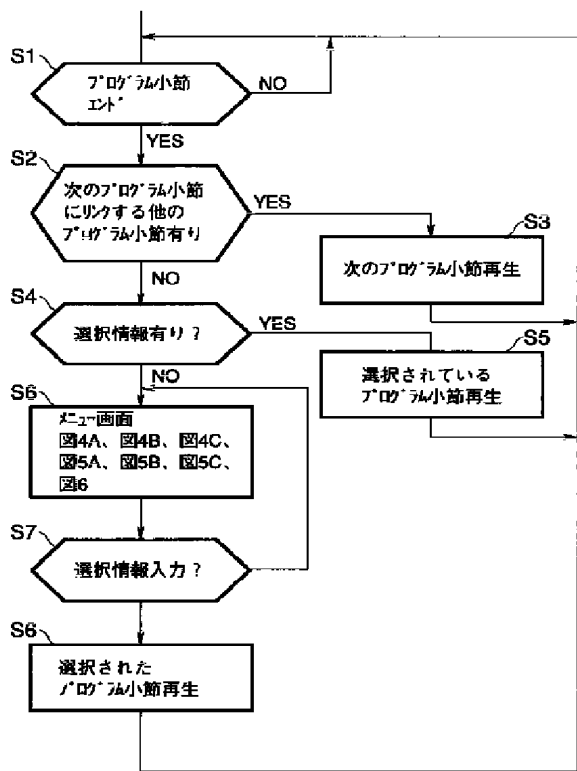 S1
ﾌﾟﾛｸﾞﾗﾑ小節
ｴﾝﾄﾞ
NO
YES
S2
次のﾌﾟﾛｸﾞﾗﾑ小節
にﾘﾝｸする他の
ﾌﾟﾛｸﾞﾗﾑ小節有り
YES
S3
次のﾌﾟﾛｸﾞﾗﾑ小節再生
NO
S4
選択情報有り？
YES
S5
選択されている
ﾌﾟﾛｸﾞﾗﾑ小節再生
NO
S6
ﾒﾆｭｰ画面
図4A、図4B、図4C、
図5A、図5B、図5C、
図6
S7
選択情報入力？
S6
選択された
ﾌﾟﾛｸﾞﾗﾑ小節再生